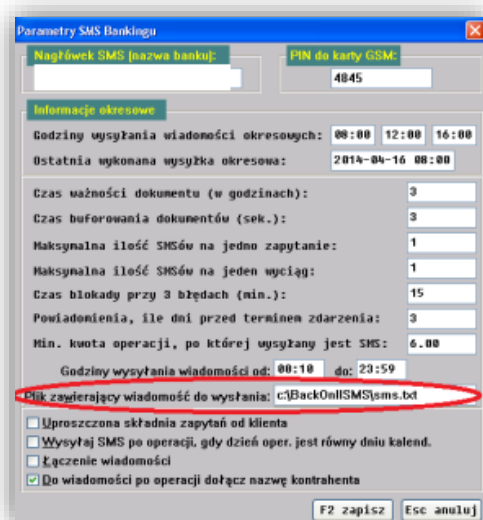 Parametry SMS Bankingu
Nagłówek SMS (nazwa banku): PIN do karty GSM:
4845
Informacje okresowe
Godziny wysyłania wiadomości okresowych: 08:00 12:00 16:00
Ostatnia wykonana wysyłka okresowa: 2014-04-16 08:00
Czas ważności dokumentu (w godzinach): 3
Czas buforowania dokumentów (sek.): 3
Maksymalna ilość SMSów na jedno zapytanie: 1
Maksymalna ilość SMSów na jeden wyciąg: 1
Czas blokady przy 3 błędach (min.): 15
Powiadomienia, ile dni przed terminem zdarzenia: 3
Min. kwota operacji, po której wysyłany jest SMS: 6.00
Godziny wysyłania wiadomości od: 00:10 do: 23:59
Plik zawierający wiadomość do wysłania: c:\BackOnIISMS\sms.txt
Uproszczona składnia zapytań od klienta
Wysyłaj SMS po operacji, gdy dzień oper. jest równy dniu kalend.
Łączenie wiadomości
Do wiadomości po operacji dołącz nazwę kontrahenta
F2 zapisz Esc anuluj